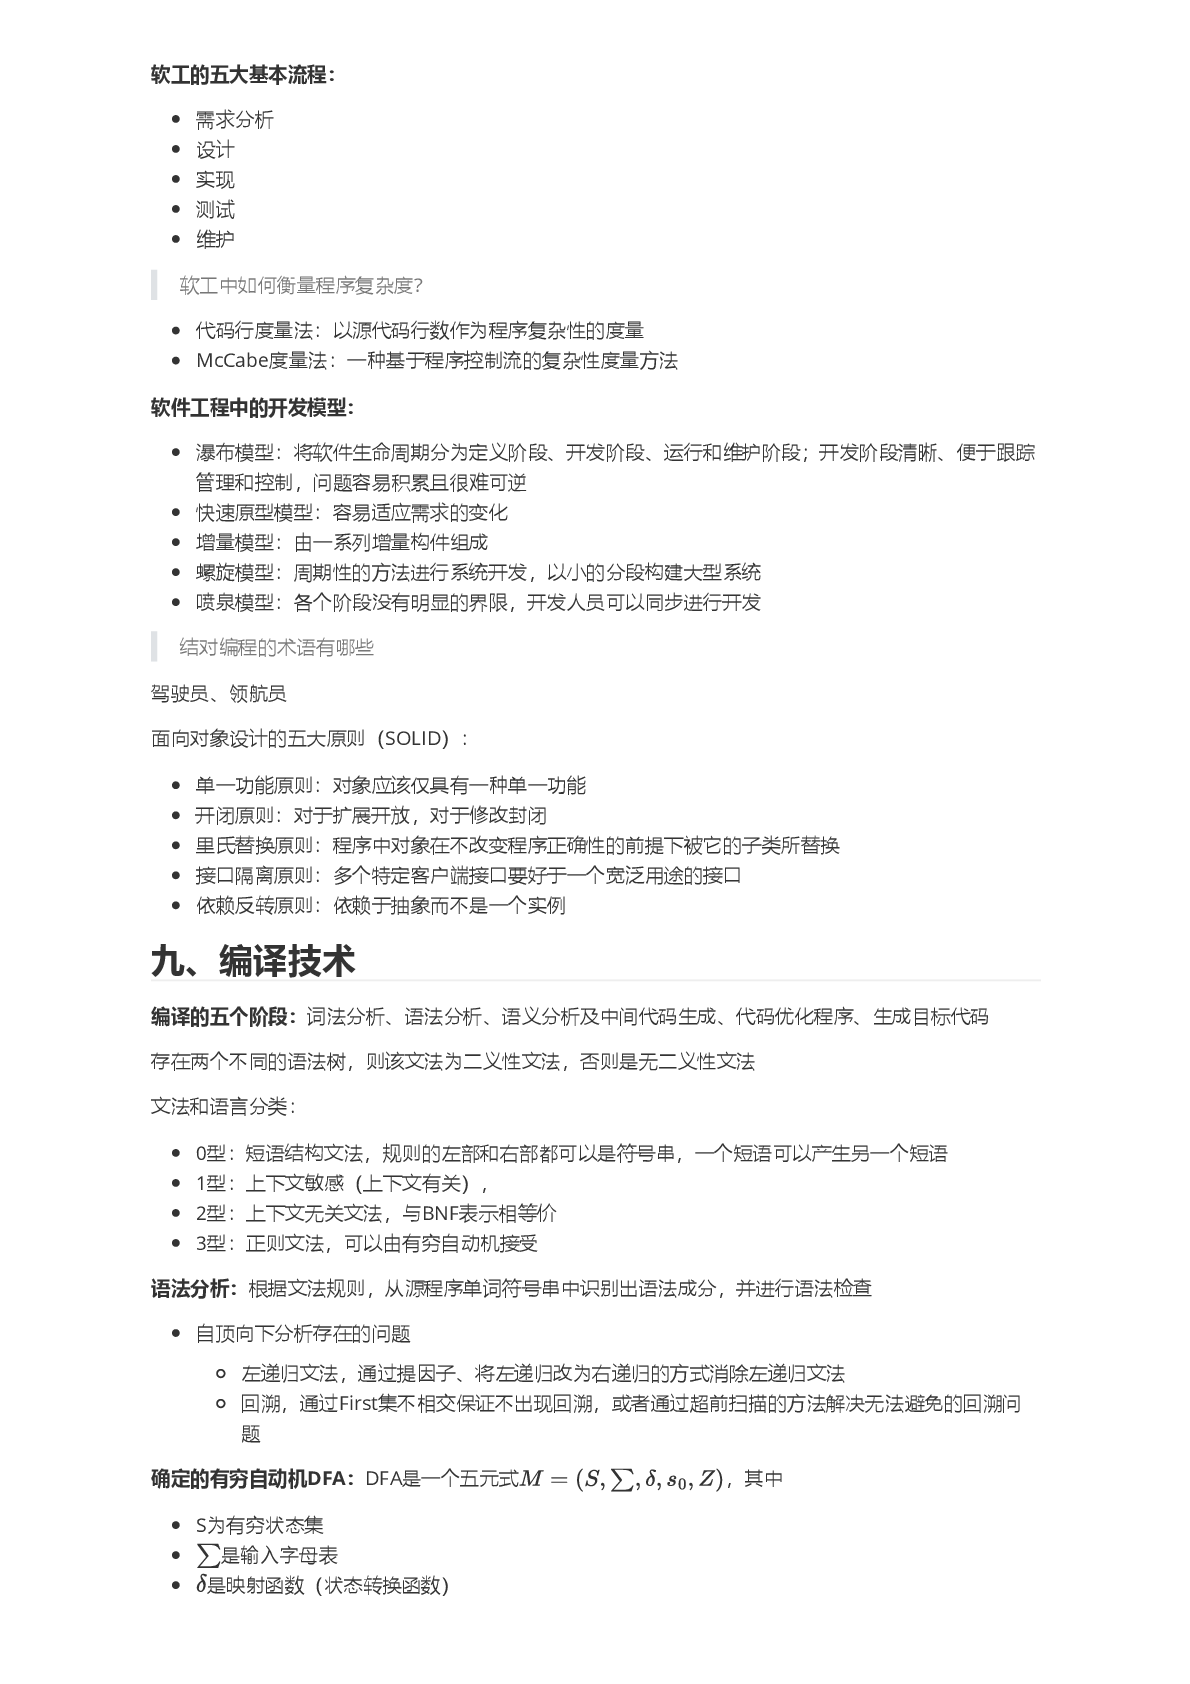 软工的五大基本流程：
需求分析
设计
实现
测试
维护
软工中如何衡量程序复杂度？
代码行度量法：以源代码行数作为程序复杂性的度量
McCabe度量法：一种基于程序控制流的复杂性度量方法
软件工程中的开发模型：
瀑布模型：将软件生命周期分为定义阶段、开发阶段、运行和维护阶段；开发阶段清晰、便于跟踪
管理和控制，问题容易积累且很难可逆
快速原型模型：容易适应需求的变化
增量模型：由一系列增量构件组成
螺旋模型：周期性的方法进行系统开发，以小的分段构建大型系统
喷泉模型：各个阶段没有明显的界限，开发人员可以同步进行开发
结对编程的术语有哪些
驾驶员、领航员
面向对象设计的五大原则（SOLID）：
单一功能原则：对象应该仅具有一种单一功能
开闭原则：对于扩展开放，对于修改封闭
里氏替换原则：程序中对象在不改变程序正确性的前提下被它的子类所替换
接口隔离原则：多个特定客户端接口要好于一个宽泛用途的接口
依赖反转原则：依赖于抽象而不是一个实例
九、编译技术
编译的五个阶段：词法分析、语法分析、语义分析及中间代码生成、代码优化程序、生成目标代码
存在两个不同的语法树，则该文法为二义性文法，否则是无二义性文法
文法和语言分类：
0型：短语结构文法，规则的左部和右部都可以是符号串，一个短语可以产生另一个短语
1型：上下文敏感（上下文有关），
2型：上下文无关文法，与BNF表示相等价
3型：正则文法，可以由有穷自动机接受
语法分析：根据文法规则，从源程序单词符号串中识别出语法成分，并进行语法检查
自顶向下分析存在的问题
左递归文法，通过提因子、将左递归改为右递归的方式消除左递归文法
回溯，通过First集不相交保证不出现回溯，或者通过超前扫描的方法解决无法避免的回溯问
题
确定的有穷自动机DFA：DFA是一个五元式M = (S, ∑, δ, s₀, Z)，其中
S为有穷状态集
∑是输入字母表
δ是映射函数（状态转换函数）